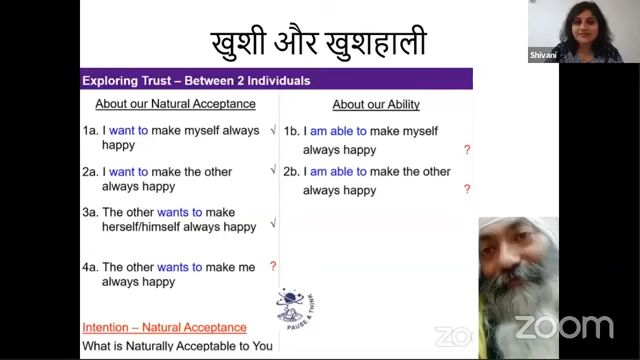 खुशी और खुशहाली
Shivani
Exploring Trust – Between 2 Individuals
About our Natural Acceptance
1a. I want to make myself always √
happy
2a. I want to make the other √
always happy
3a. The other wants to make
herself/himself always happy √
4a. The other wants to make me ?
always happy
Intention – Natural Acceptance
What is Naturally Acceptable to You
About our Ability
1b. I am able to make myself
always happy ?
2b. I am able to make the other
always happy ?
PAUSE & THINK
zoom
zoom